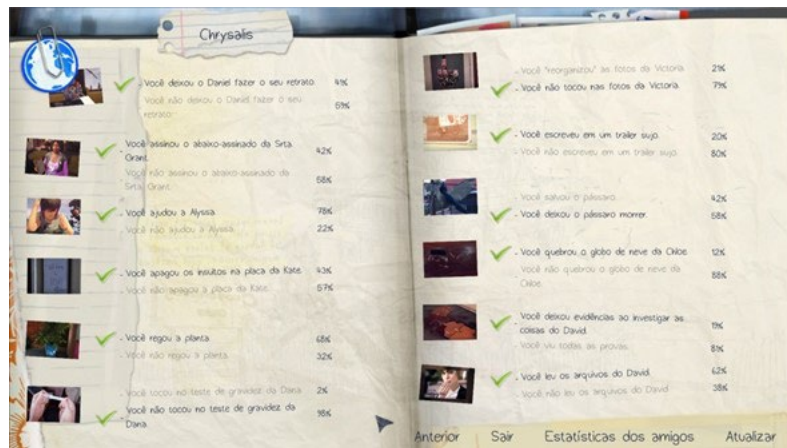 Chrysalis
- Você deixou o Daniel fazer o seu retrato. 41%
Você não deixou o Daniel fazer o seu
retrato. 59%
Você assinou o abaixo-assinado da Srta.
Grant. 42%
Você não assinou o abaixo-assinado da
Srta. Grant. 58%
- Você ajudou a Alyssa. 78%
- Você não ajudou a Alyssa. 22%
- Você apagou os insultos na placa da Kate. 43%
- Você não apagou a placa da Kate. 57%
- Você regou a planta. 68%
- Você não regou a planta. 32%
- Você tocou no teste de gravidez da Dana. 2%
Você não tocou no teste de gravidez da
Dana. 98%
- Você "reorganizou" as fotos da Victoria. 21%
- Você não tocou nas fotos da Victoria. 79%
- Você escreveu em um trailer sujo. 20%
- Você não escreveu em um trailer sujo. 80%
- Você salvou o pássaro. 42%
- Você deixou o pássaro morrer. 58%
- Você quebrou o globo de neve da Chloe. 12%
- Você não quebrou o globo de neve da
Chloe. 88%
- Você deixou evidências ao investigar as
coisas do David. 19%
- Você viu todas as provas. 81%
- Você leu os arquivos do David. 62%
- Você não leu os arquivos do David. 38%
Anterior Sair Estatísticas dos amigos Atualizar